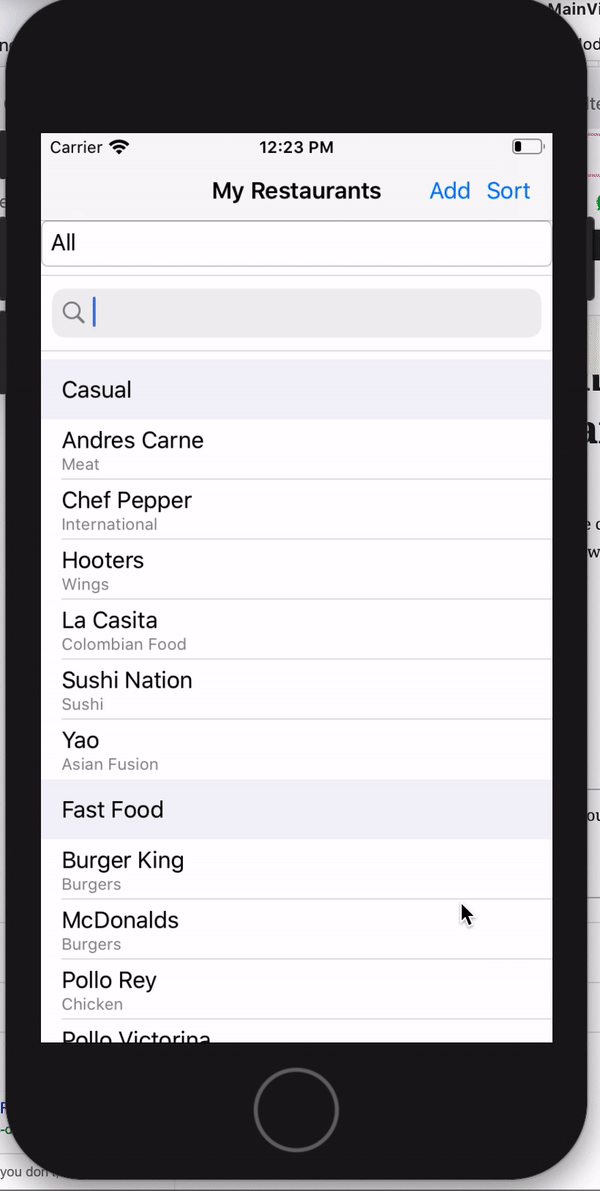 MainVi
Carrier 12:23 PM
My Restaurants Add Sort
All
Casual
Andres Carne
Meat
Chef Pepper
International
Hooters
Wings
La Casita
Colombian Food
Sushi Nation
Sushi
Yao
Asian Fusion
Fast Food
Burger King
Burgers
McDonalds
Burgers
Pollo Rey
Chicken
Pollo Victorina
you don